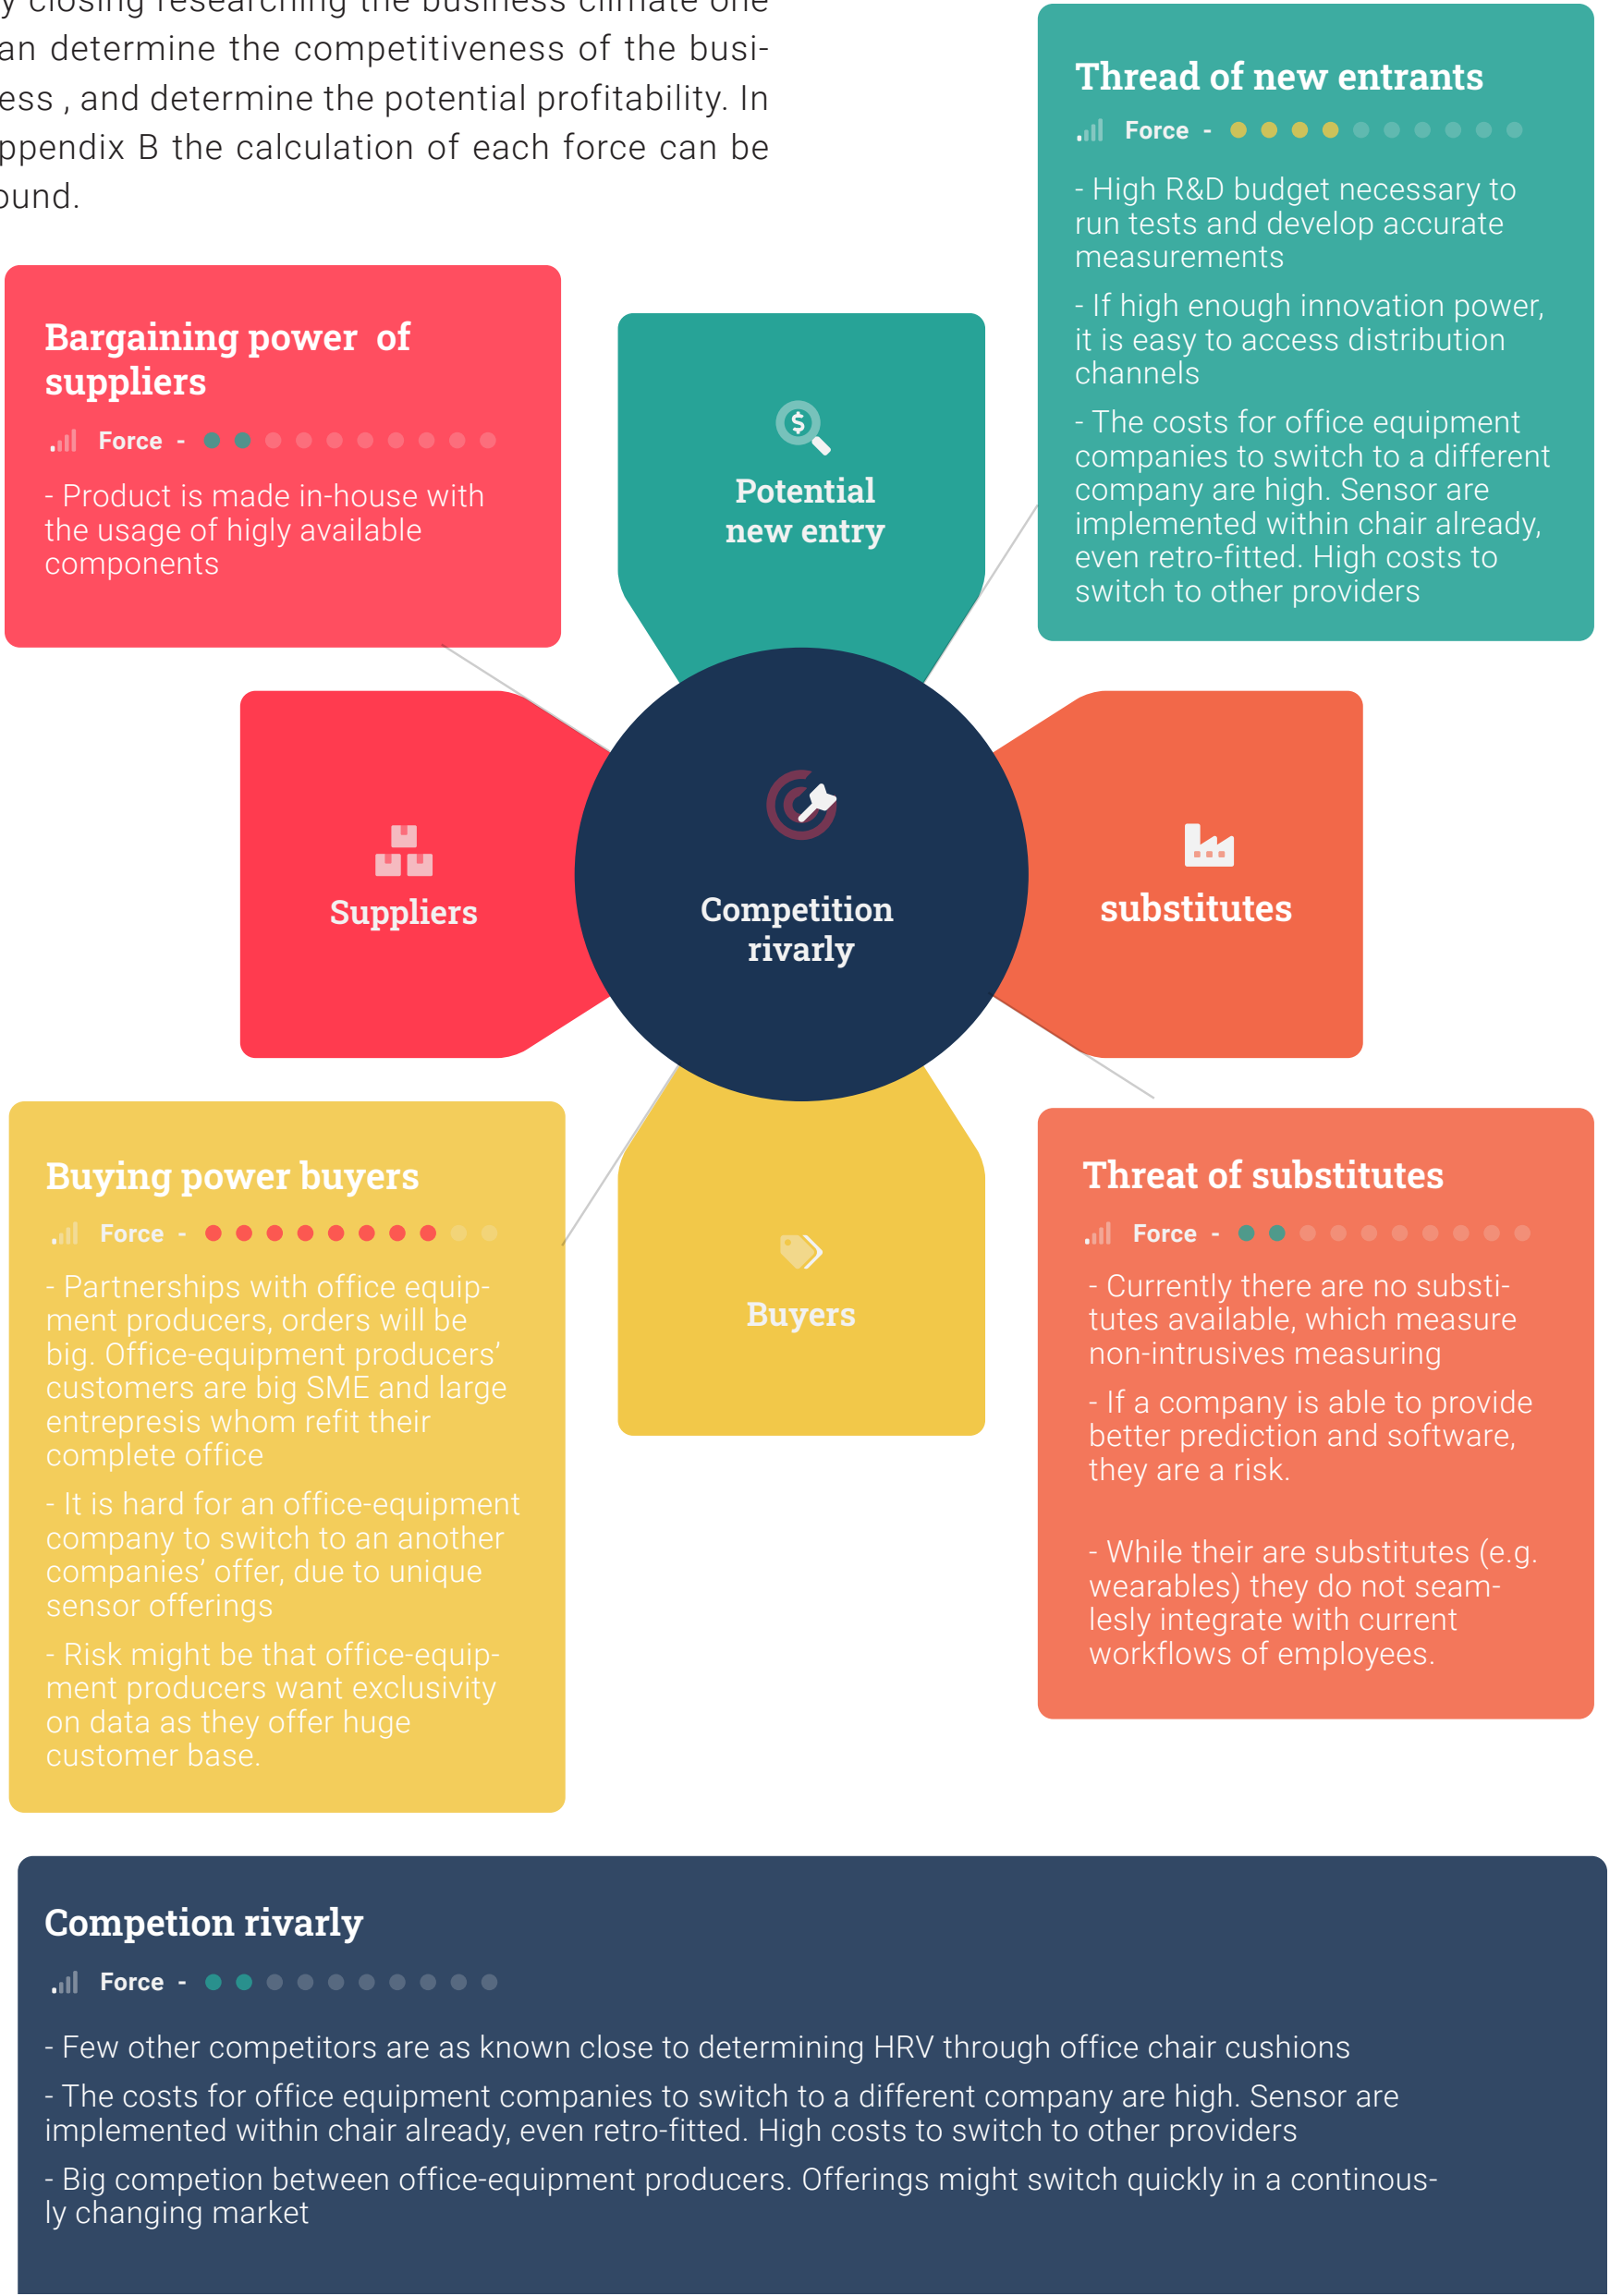 y closing researching the business climate one
an determine the competitiveness of the busi-
ess , and determine the potential profitability. In
ppendix B the calculation of each force can be
ound.
Thread of new entrants
Force -
- High R&D budget necessary to
run tests and develop accurate
measurements
- If high enough innovation power,
it is easy to access distribution
channels
- The costs for office equipment
companies to switch to a different
company are high. Sensor are
implemented within chair already,
even retro-fitted. High costs to
switch to other providers
Bargaining power of
suppliers
Force -
- Product is made in-house with
the usage of higly available
components
Potential
new entry
Suppliers
Competition
rivarly
substitutes
Buying power buyers
Force -
- Partnerships with office equip-
ment producers, orders will be
big. Office-equipment producers’
customers are big SME and large
entrepresis whom refit their
complete office
- It is hard for an office-equipment
company to switch to an another
companies’ offer, due to unique
sensor offerings
- Risk might be that office-equip-
ment producers want exclusivity
on data as they offer huge
customer base.
Buyers
Threat of substitutes
Force -
- Currently there are no substi-
tutes available, which measure
non-intrusives measuring
- If a company is able to provide
better prediction and software,
they are a risk.
- While their are substitutes (e.g.
wearables) they do not seam-
lesly integrate with current
workflows of employees.
Competion rivarly
Force -
- Few other competitors are as known close to determining HRV through office chair cushions
- The costs for office equipment companies to switch to a different company are high. Sensor are
implemented within chair already, even retro-fitted. High costs to switch to other providers
- Big competion between office-equipment producers. Offerings might switch quickly in a continous-
ly changing market